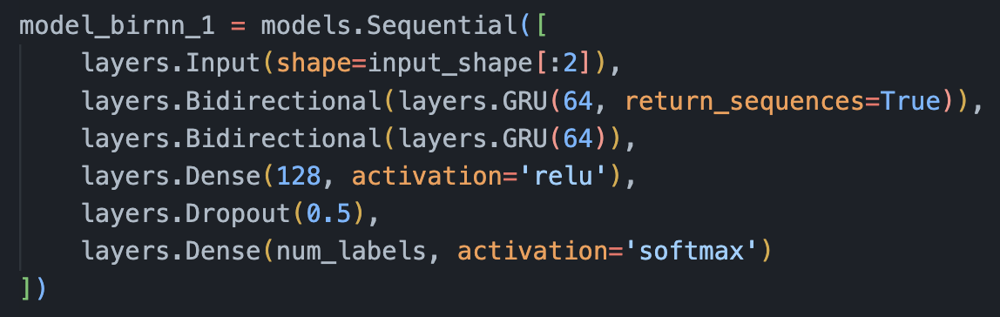 model_birnn_1 = models.Sequential([
    layers.Input(shape=input_shape[:2]),
    layers.Bidirectional(layers.GRU(64, return_sequences=True)),
    layers.Bidirectional(layers.GRU(64)),
    layers.Dense(128, activation='relu'),
    layers.Dropout(0.5),
    layers.Dense(num_labels, activation='softmax')
])